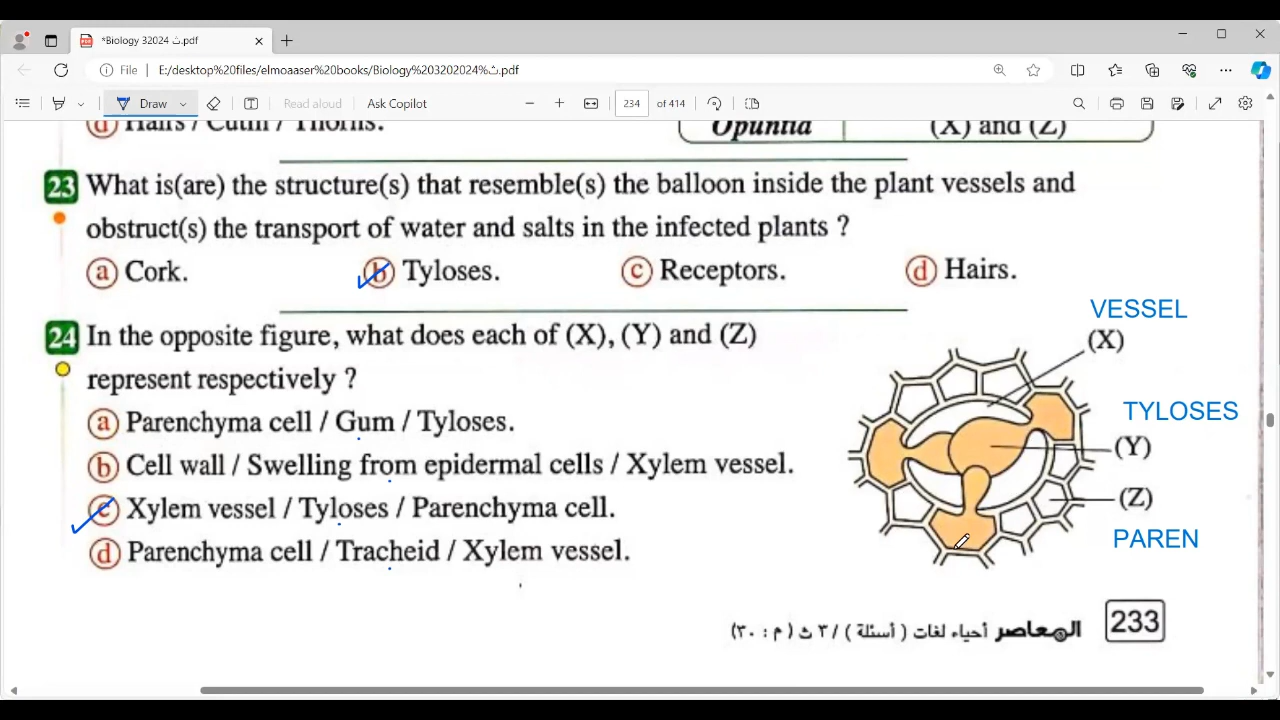 *Biology 32024 ث.pdf
File E:/desktop%20files/elmoaaser%20books/Biology%203202024%ث.pdf
Draw Read aloud Ask Copilot 234 of 414
d Hairs / Cutin / Thorns.
Opuntia (X) and (Z)
23 What is(are) the structure(s) that resemble(s) the balloon inside the plant vessels and
obstruct(s) the transport of water and salts in the infected plants ?
a Cork. b Tyloses. c Receptors. d Hairs.
24 In the opposite figure, what does each of (X), (Y) and (Z)
represent respectively ?
a Parenchyma cell / Gum / Tyloses.
b Cell wall / Swelling from epidermal cells / Xylem vessel.
c Xylem vessel / Tyloses / Parenchyma cell.
d Parenchyma cell / Tracheid / Xylem vessel.
VESSEL
(X)
TYLOSES
(Y)
(Z)
PAREN
المعاصر أحياء لغات ( أسئلة ) / ٣ ث ( م : ٣٠)
233